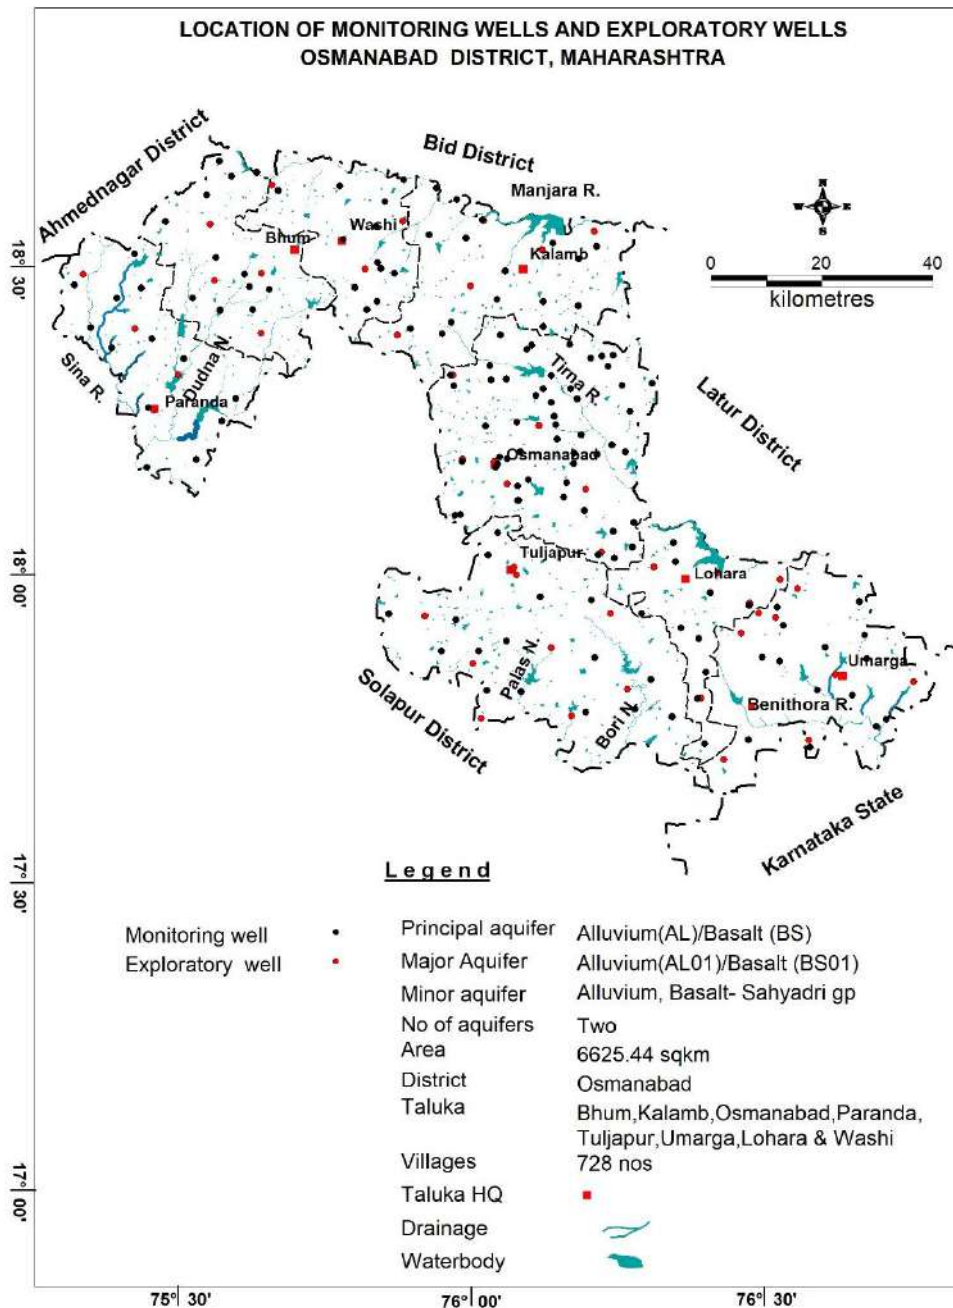 LOCATION OF MONITORING WELLS AND EXPLORATORY WELLS
OSMANABAD DISTRICT, MAHARASHTRA
Ahmednagar District
Bid District
Manjara R.
N
W E
S
Washi
Bhum
Kalamb
0 20 40
kilometres
18° 30'
Sina R.
Dudna N.
Paranda
Tirna R.
Latur District
Osmanabad
18° 00'
Tuljapur
Lohara
Umarga
Palas N.
Bori N.
Benithora R.
Solapur District
Karnataka State
17° 30'
17° 00'
Legend
Monitoring well
Exploratory well
Principal aquifer Alluvium(AL)/Basalt (BS)
Major Aquifer Alluvium(AL01)/Basalt (BS01)
Minor aquifer Alluvium, Basalt- Sahyadri gp
No of aquifers Two
Area 6625.44 sqkm
District Osmanabad
Taluka Bhum,Kalamb,Osmanabad,Paranda,
Tuljapur,Umarga,Lohara & Washi
Villages 728 nos
Taluka HQ
Drainage
Waterbody
75° 30' 76° 00' 76° 30'